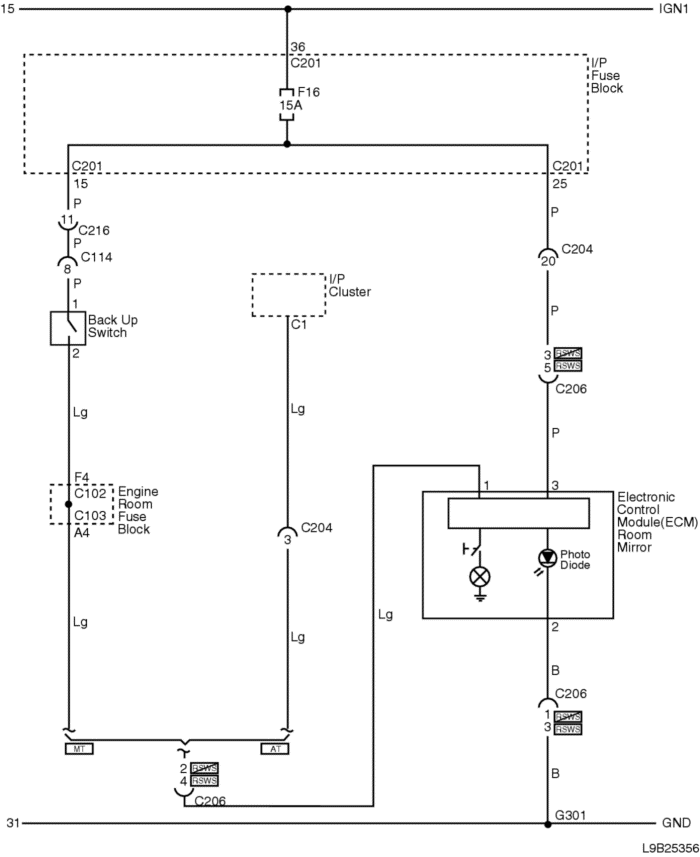 15 IGN1
36
C201
I/P
Fuse
Block
F16
15A
C201 C201
15 25
P P
11
C216
P
C114 C204
8 20
P
I/P
Cluster
1
Back Up
Switch
C1
P
2
3 RSWS
5 RSWS
C206
Lg Lg
P
F4
C102
C103
A4
Engine
Room
Fuse
Block
1 3
Electronic
Control
Module(ECM)
Room
Mirror
C204
3
Photo
Diode
Lg Lg Lg
2
B
C206
1 RSWS
3 RSWS
MT AT
2 RSWS
4 RSWS
C206
B
G301
31 GND
L9B25356